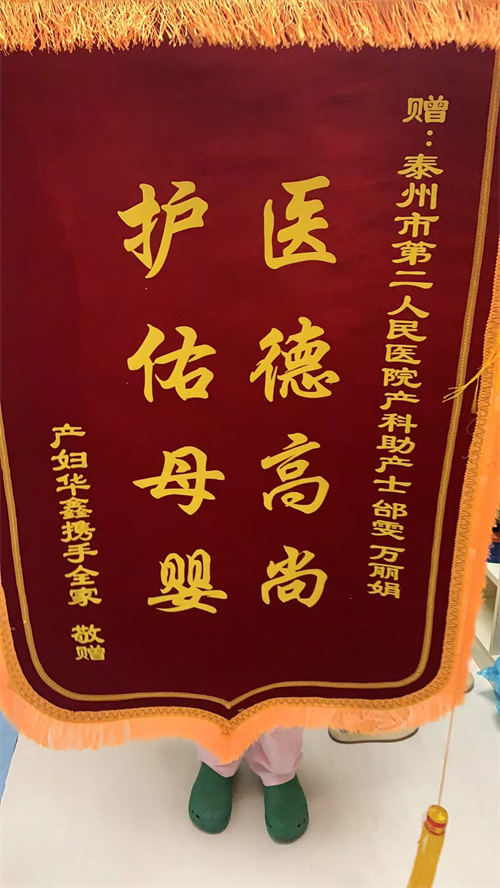 赠：泰州市第二人民医院产科助产士 邰雯 万丽娟
医德高尚
护佑母婴
产妇华鑫携手全家 敬赠